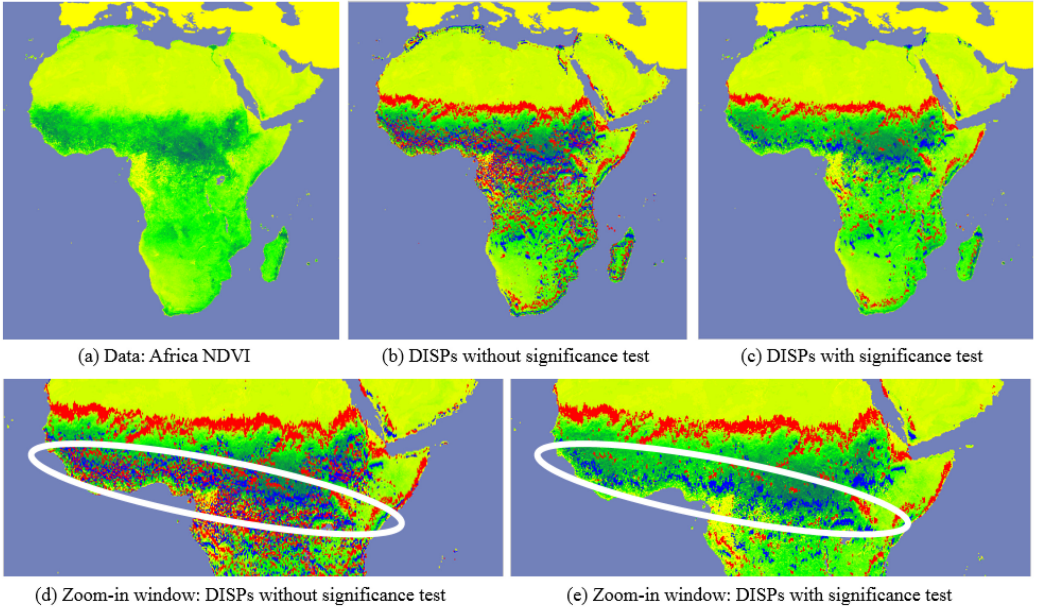 (a) Data: Africa NDVI
(b) DISPs without significance test
(c) DISPs with significance test
(d) Zoom-in window: DISPs without significance test
(e) Zoom-in window: DISPs with significance test